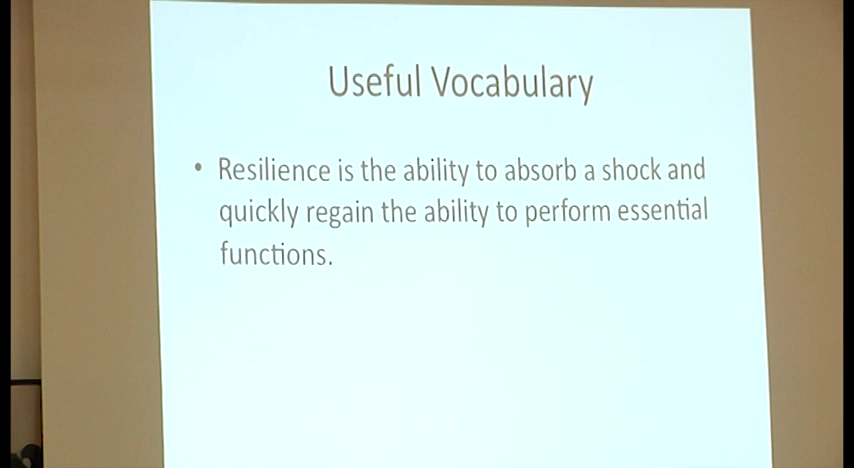 Useful Vocabulary
• Resilience is the ability to absorb a shock and
quickly regain the ability to perform essential
functions.